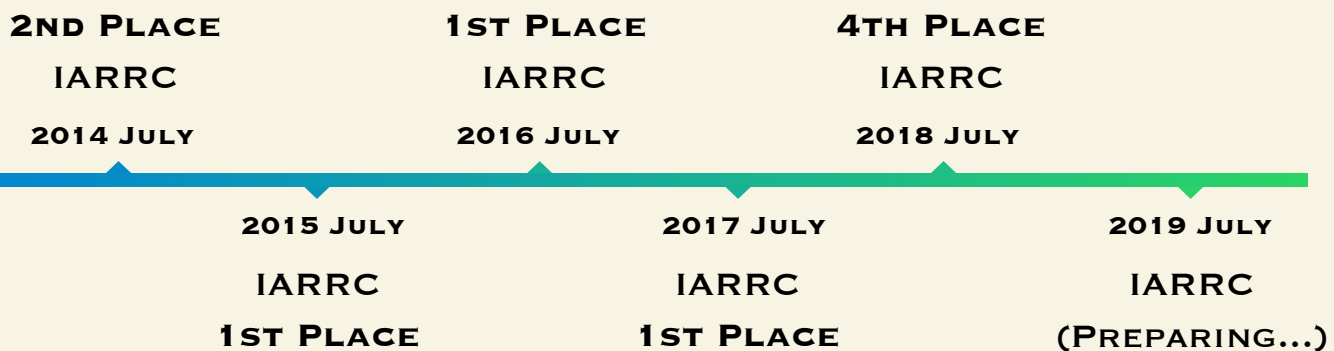 2nd Place
IARRC
2014 July
1st Place
IARRC
2016 July
4th Place
IARRC
2018 July
2015 July
IARRC
1st Place
2017 July
IARRC
1st Place
2019 July
IARRC
(Preparing...)